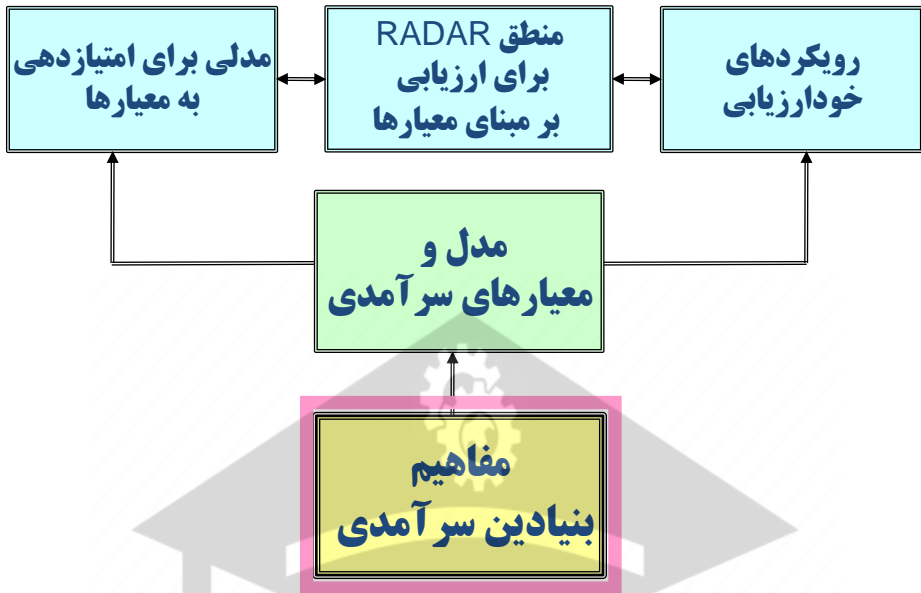 رویکردهای
خودارزیابی
منطق RADAR
برای ارزیابی
بر مبنای معیارها
مدلی برای امتیازدهی
به معیارها
مدل و
معیارهای سرآمدی
مفاهیم
بنیادین سرآمدی